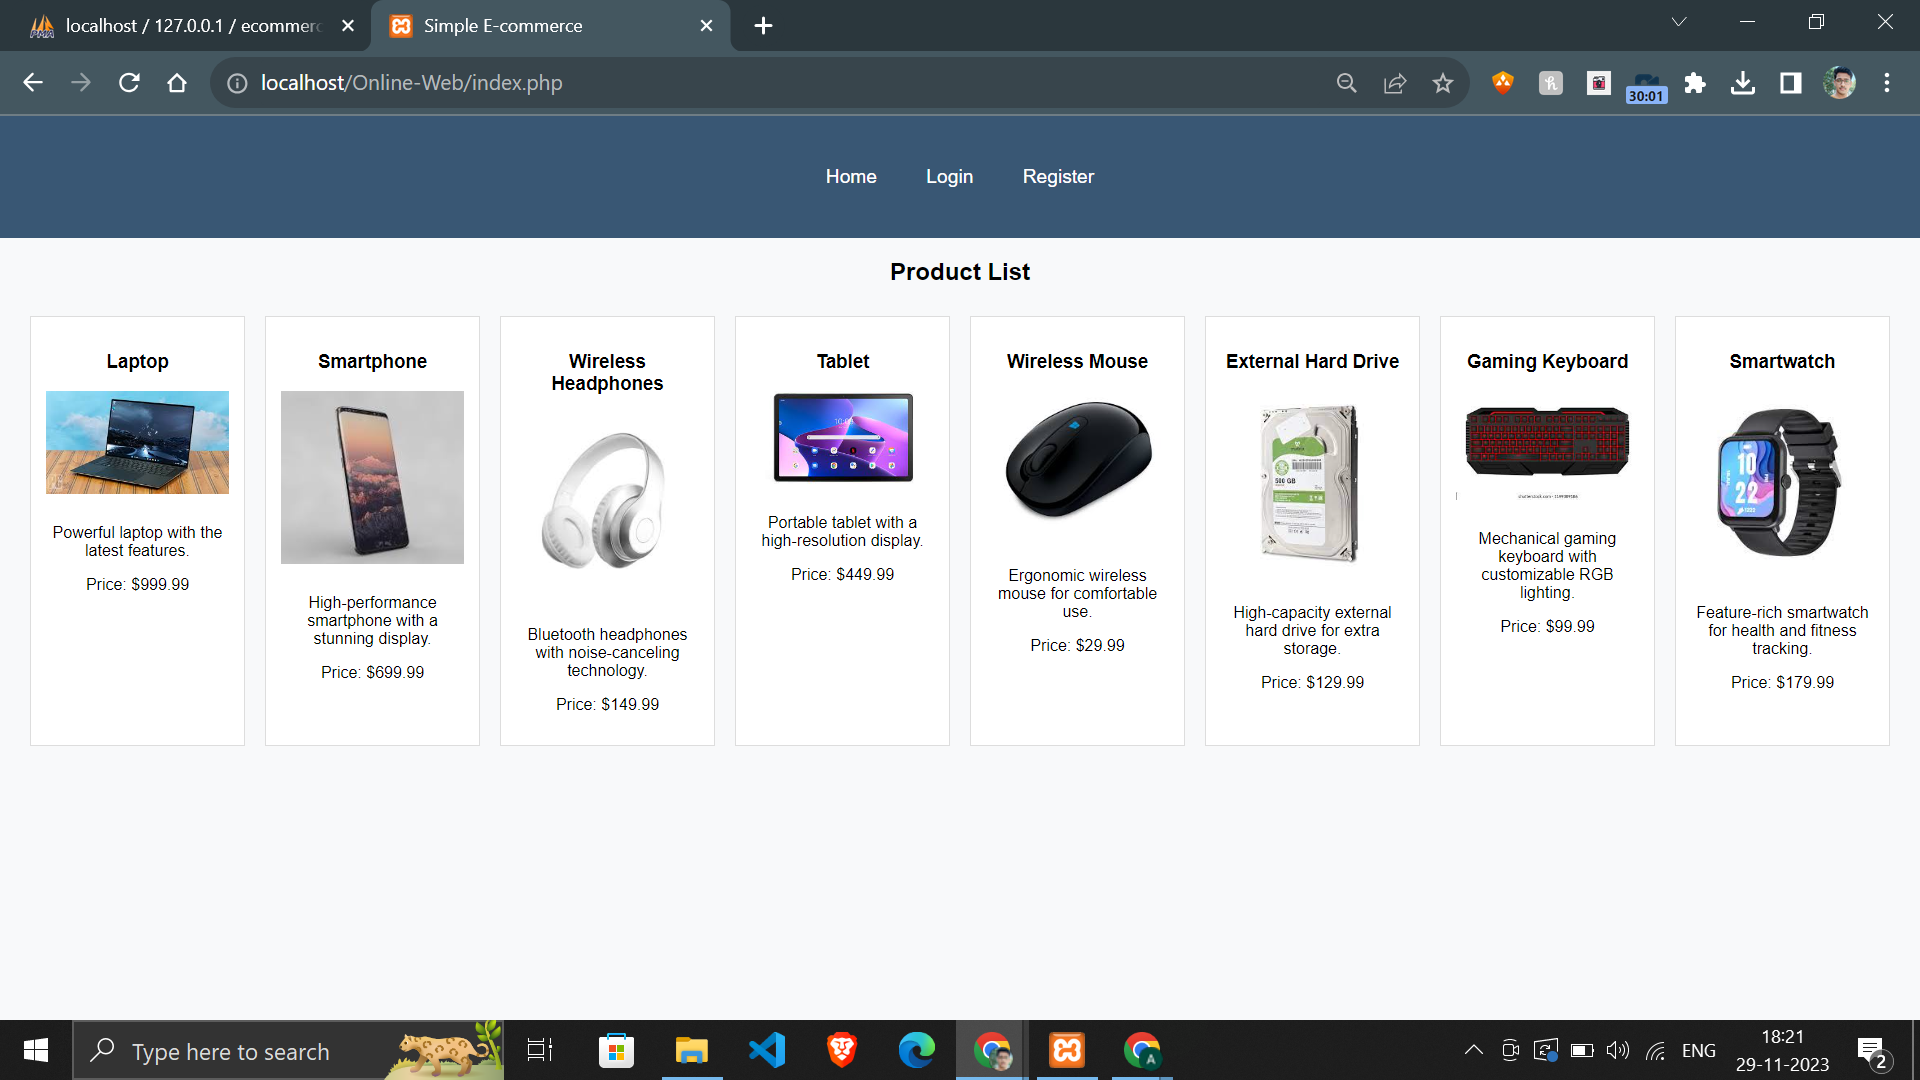 localhost / 127.0.0.1 / ecommerc
Simple E-commerce
localhost/Online-Web/index.php
30:01
Home
Login
Register
Product List
Laptop
Powerful laptop with the
latest features.
Price: $999.99
Smartphone
High-performance
smartphone with a
stunning display.
Price: $699.99
Wireless
Headphones
Bluetooth headphones
with noise-canceling
technology.
Price: $149.99
Tablet
Portable tablet with a
high-resolution display.
Price: $449.99
Wireless Mouse
Ergonomic wireless
mouse for comfortable
use.
Price: $29.99
External Hard Drive
500 GB
High-capacity external
hard drive for extra
storage.
Price: $129.99
Gaming Keyboard
Mechanical gaming
keyboard with
customizable RGB
lighting.
Price: $99.99
Smartwatch
10
22
Feature-rich smartwatch
for health and fitness
tracking.
Price: $179.99
Type here to search
A
ENG
18:21
29-11-2023
2